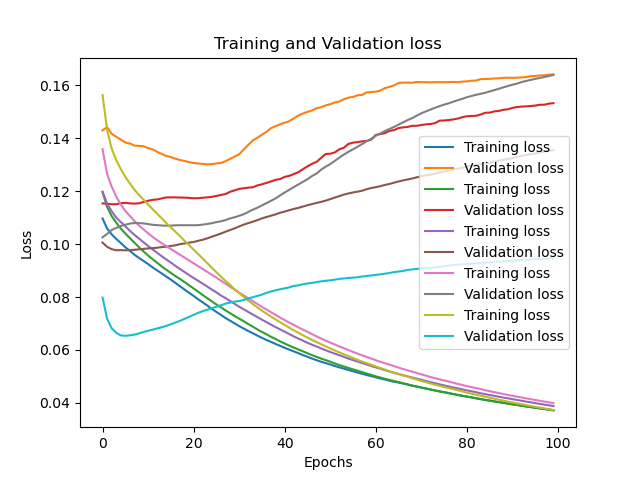 Training and Validation loss
Loss
0.16
0.14
0.12
0.10
0.08
0.06
0.04
Training loss
Validation loss
Training loss
Validation loss
Training loss
Validation loss
Training loss
Validation loss
Training loss
Validation loss
0 20 40 60 80 100
Epochs